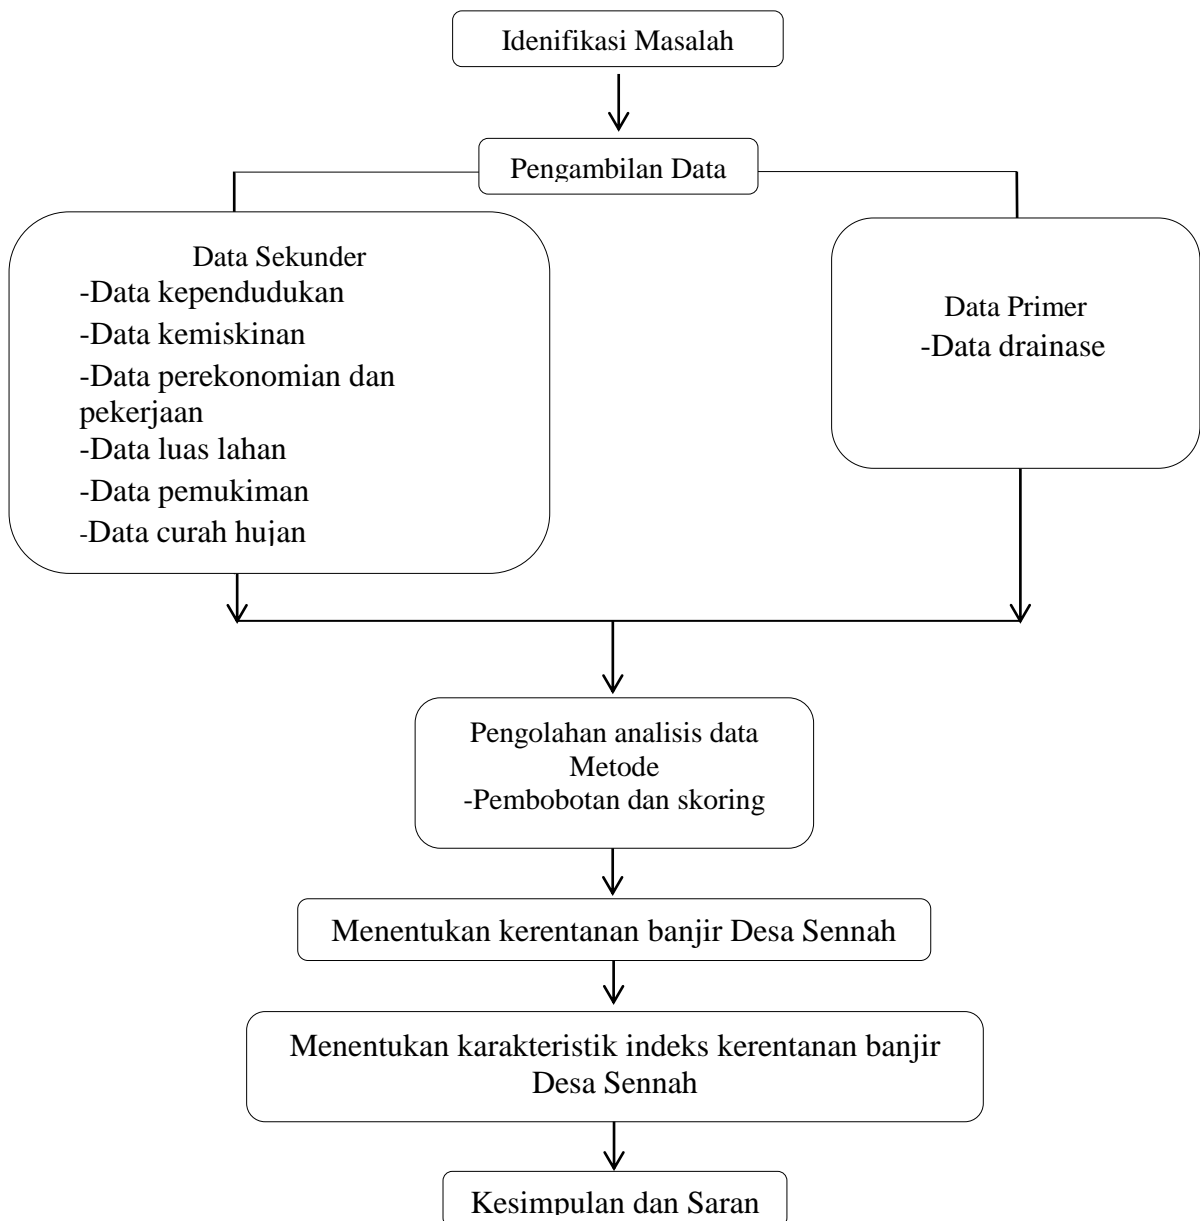 Idenifikasi Masalah
Pengambilan Data
Data Sekunder
-Data kependudukan
-Data kemiskinan
-Data perekonomian dan
pekerjaan
-Data luas lahan
-Data pemukiman
-Data curah hujan
Data Primer
-Data drainase
Pengolahan analisis data
Metode
-Pembobotan dan skoring
Menentukan kerentanan banjir Desa Sennah
Menentukan karakteristik indeks kerentanan banjir
Desa Sennah
Kesimpulan dan Saran